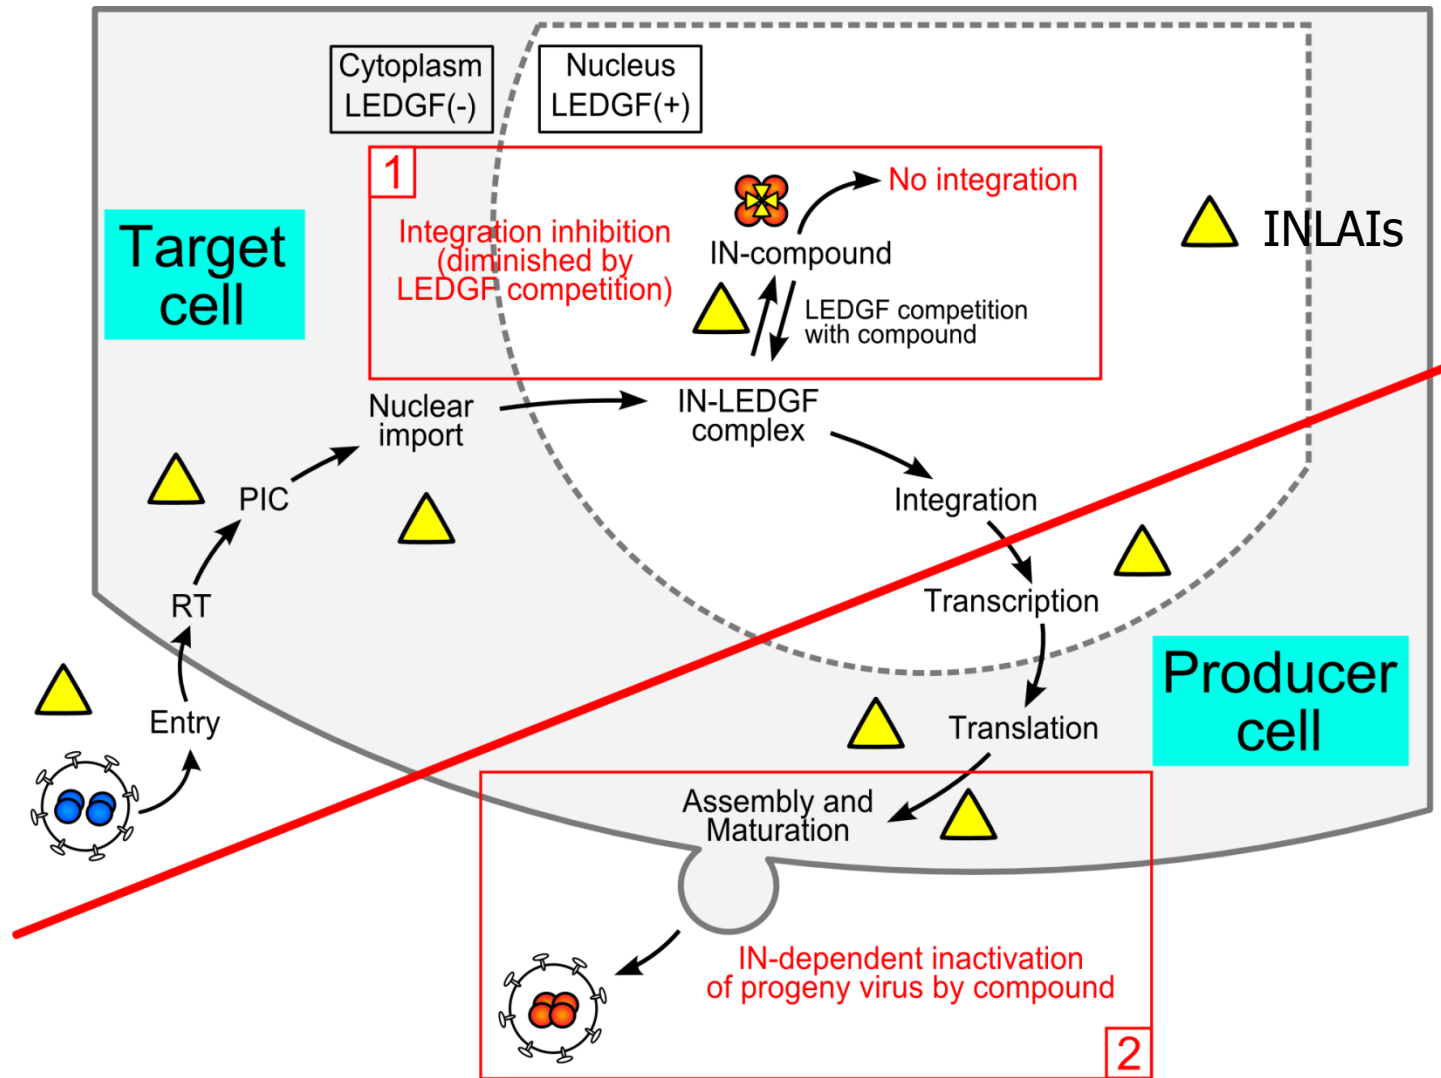 Cytoplasm
LEDGF(-)
Nucleus
LEDGF(+)
1
No integration
Integration inhibition
(diminished by
LEDGF competition)
IN-compound
LEDGF competition
with compound
INLAIs
Target
cell
Nuclear
import
IN-LEDGF
complex
PIC
Integration
RT
Transcription
Entry
Translation
Producer
cell
Assembly and
Maturation
IN-dependent inactivation
of progeny virus by compound
2